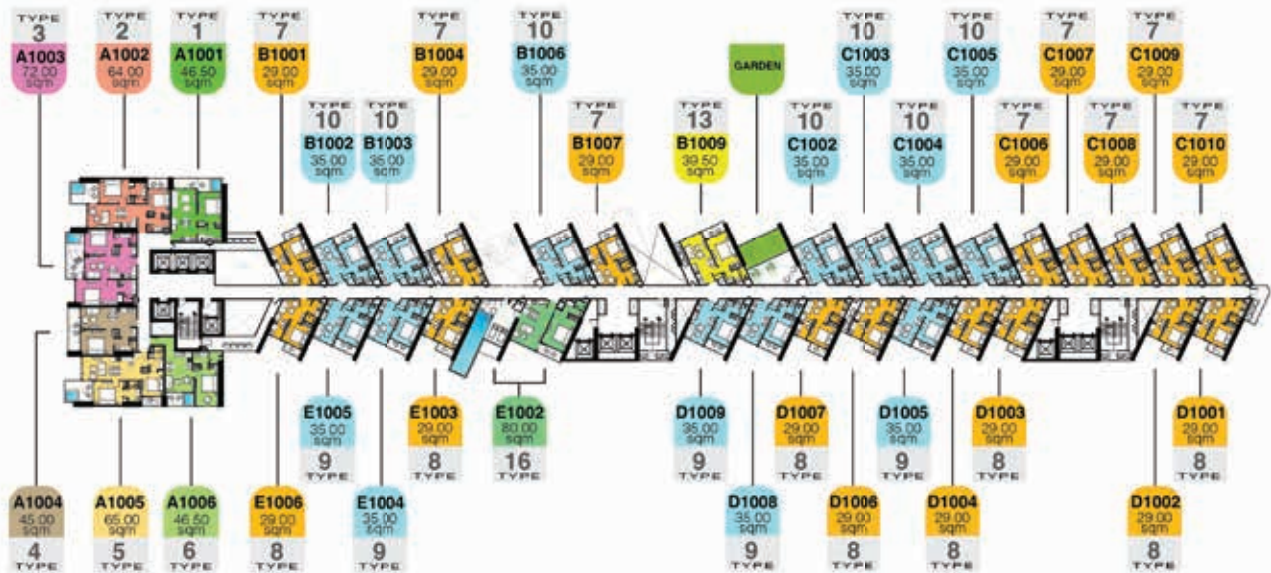 TYPE
3
A1003
72.00
sqm
TYPE
2
A1002
64.00
sqm
TYPE
1
A1001
46.50
sqm
TYPE
7
B1001
29.00
sqm
TYPE
7
B1004
29.00
sqm
TYPE
10
B1006
35.00
sqm
GARDEN
TYPE
10
C1003
35.00
sqm
TYPE
10
C1005
35.00
sqm
TYPE
7
C1007
29.00
sqm
TYPE
7
C1009
29.00
sqm
TYPE
10
B1002
35.00
sqm
TYPE
10
B1003
35.00
sqm
TYPE
7
B1007
29.00
sqm
TYPE
13
B1009
39.50
sqm
TYPE
10
C1002
35.00
sqm
TYPE
10
C1004
35.00
sqm
TYPE
7
C1006
29.00
sqm
TYPE
7
C1008
29.00
sqm
TYPE
7
C1010
29.00
sqm
E1005
35.00
sqm
9
TYPE
E1003
29.00
sqm
8
TYPE
E1002
80.00
sqm
16
TYPE
D1009
35.00
sqm
9
TYPE
D1007
29.00
sqm
8
TYPE
D1005
35.00
sqm
9
TYPE
D1003
29.00
sqm
8
TYPE
D1001
29.00
sqm
8
TYPE
A1004
45.00
sqm
4
TYPE
A1005
65.00
sqm
5
TYPE
A1006
46.50
sqm
6
TYPE
E1006
29.00
sqm
8
TYPE
E1004
35.00
sqm
9
TYPE
D1008
35.00
sqm
9
TYPE
D1006
29.00
sqm
8
TYPE
D1004
29.00
sqm
8
TYPE
D1002
29.00
sqm
8
TYPE